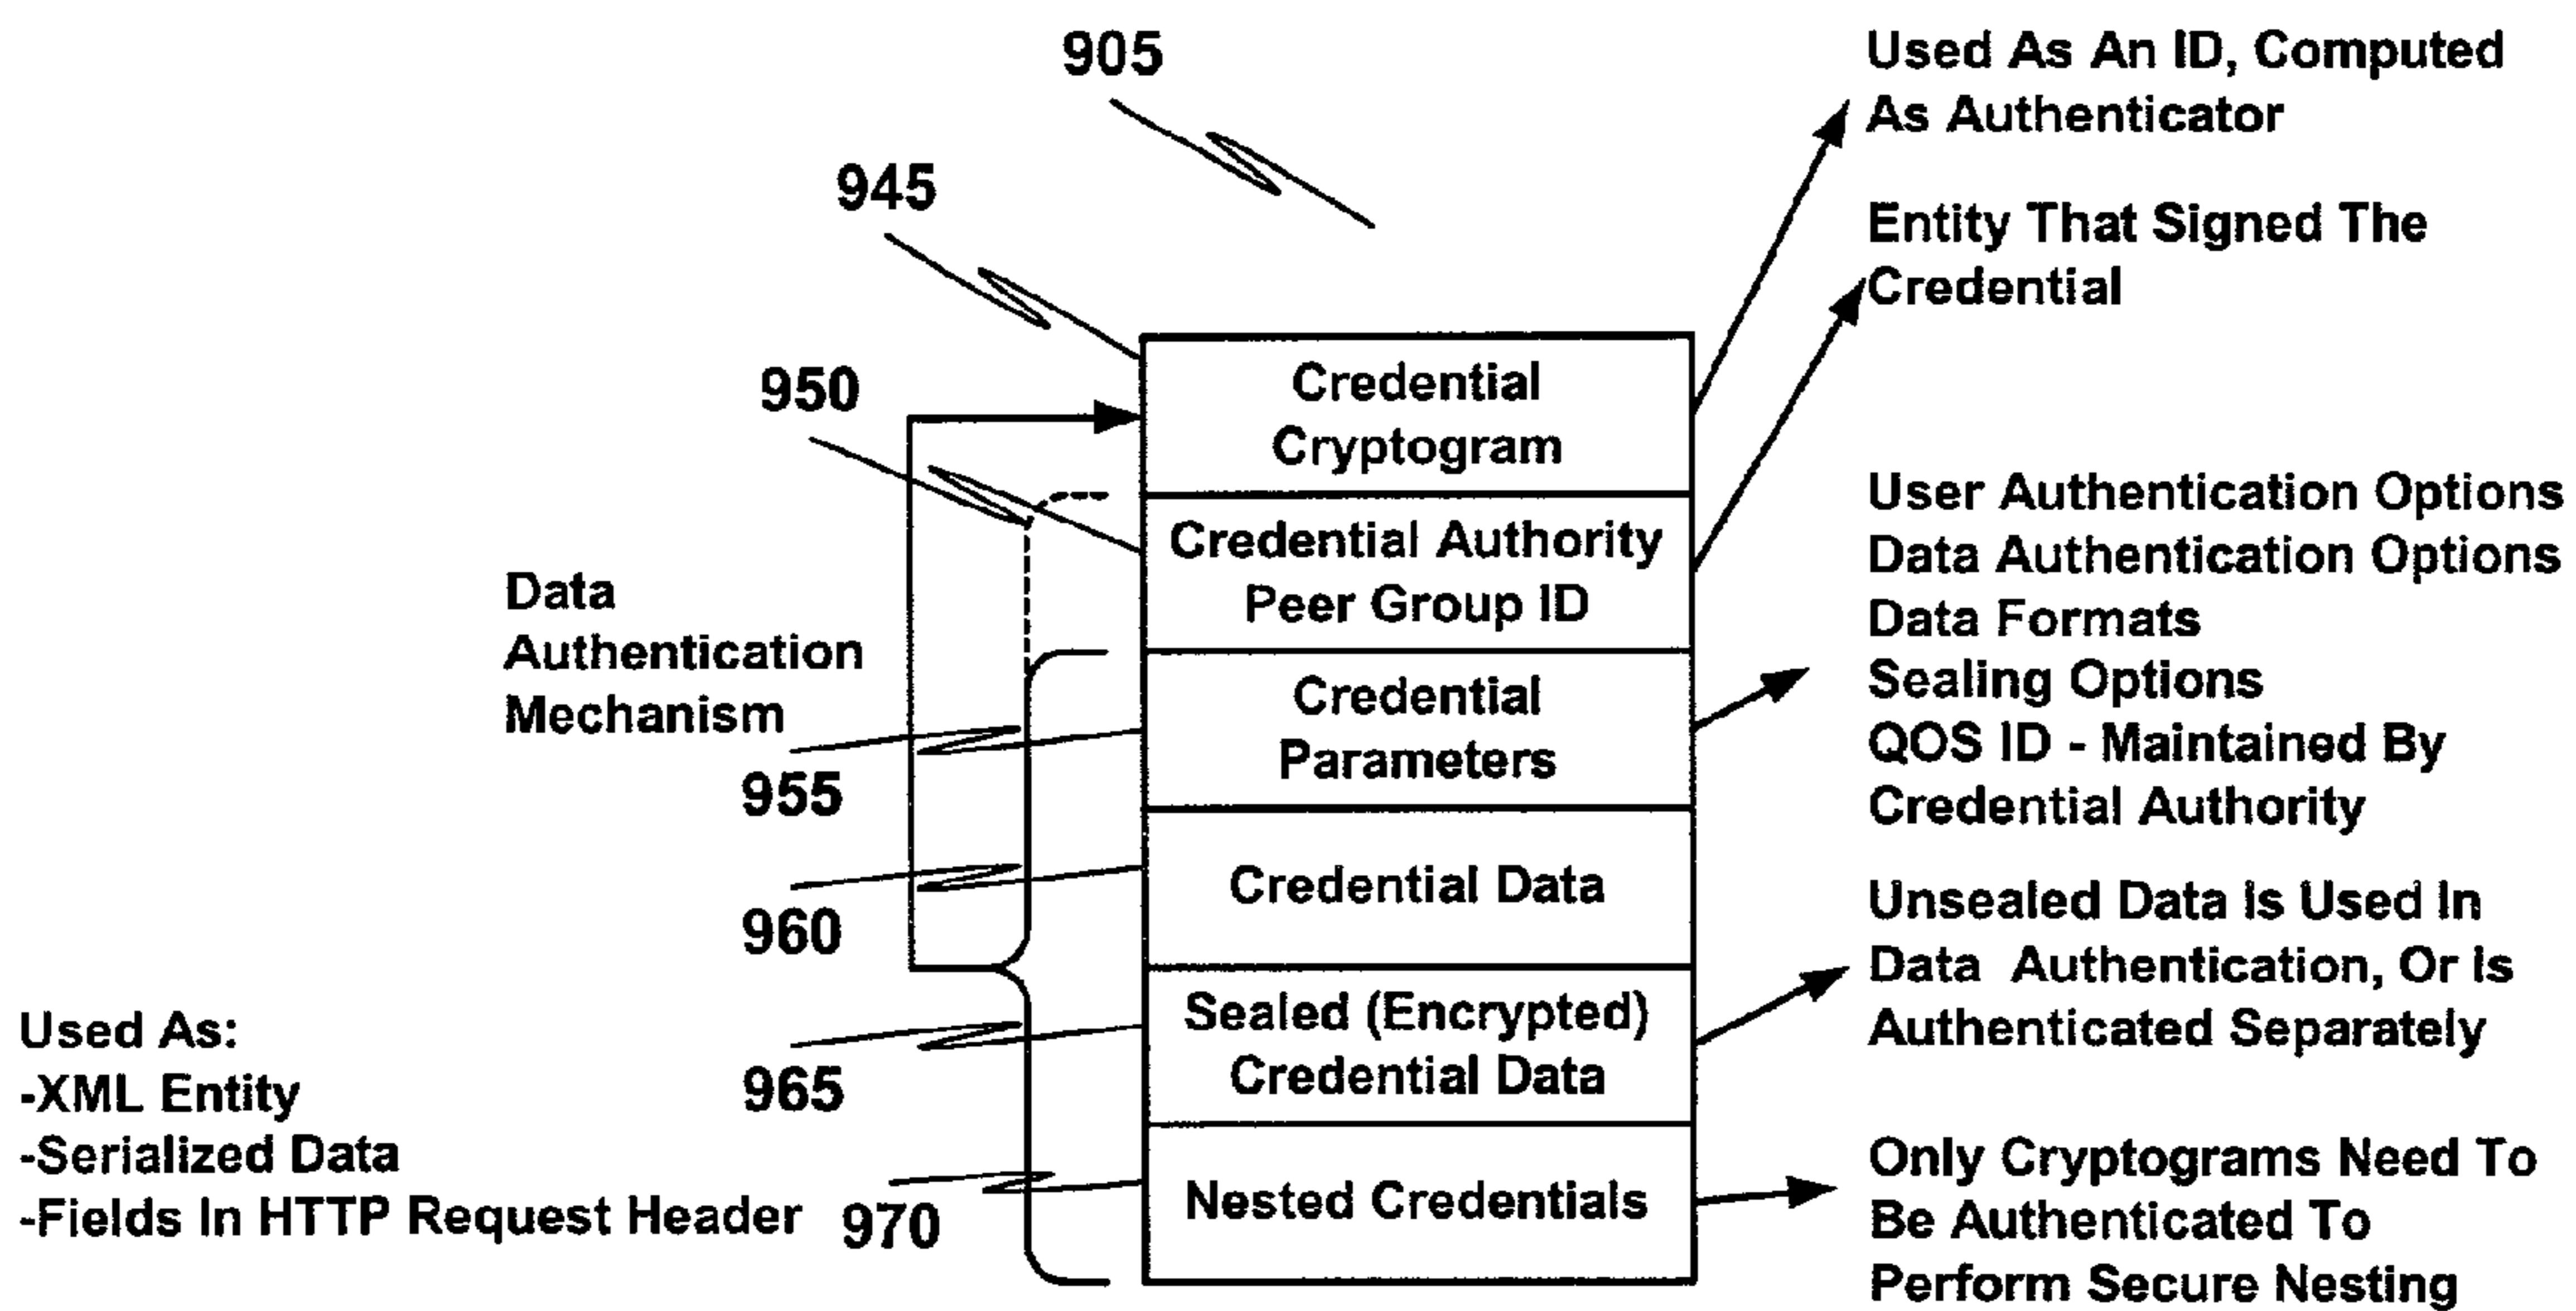 905
Used As An ID, Computed
As Authenticator
945
Entity That Signed The
Credential
950
Credential
Cryptogram
Credential Authority
Peer Group ID
Data
Authentication
Mechanism
User Authentication Options
Data Authentication Options
Data Formats
Sealing Options
QOS ID - Maintained By
Credential Authority
Credential
Parameters
955
Credential Data
960
Unsealed Data Is Used In
Data Authentication, Or Is
Authenticated Separately
Sealed (Encrypted)
Credential Data
965
Used As:
-XML Entity
-Serialized Data
-Fields In HTTP Request Header
970
Nested Credentials
Only Cryptograms Need To
Be Authenticated To
Perform Secure Nesting